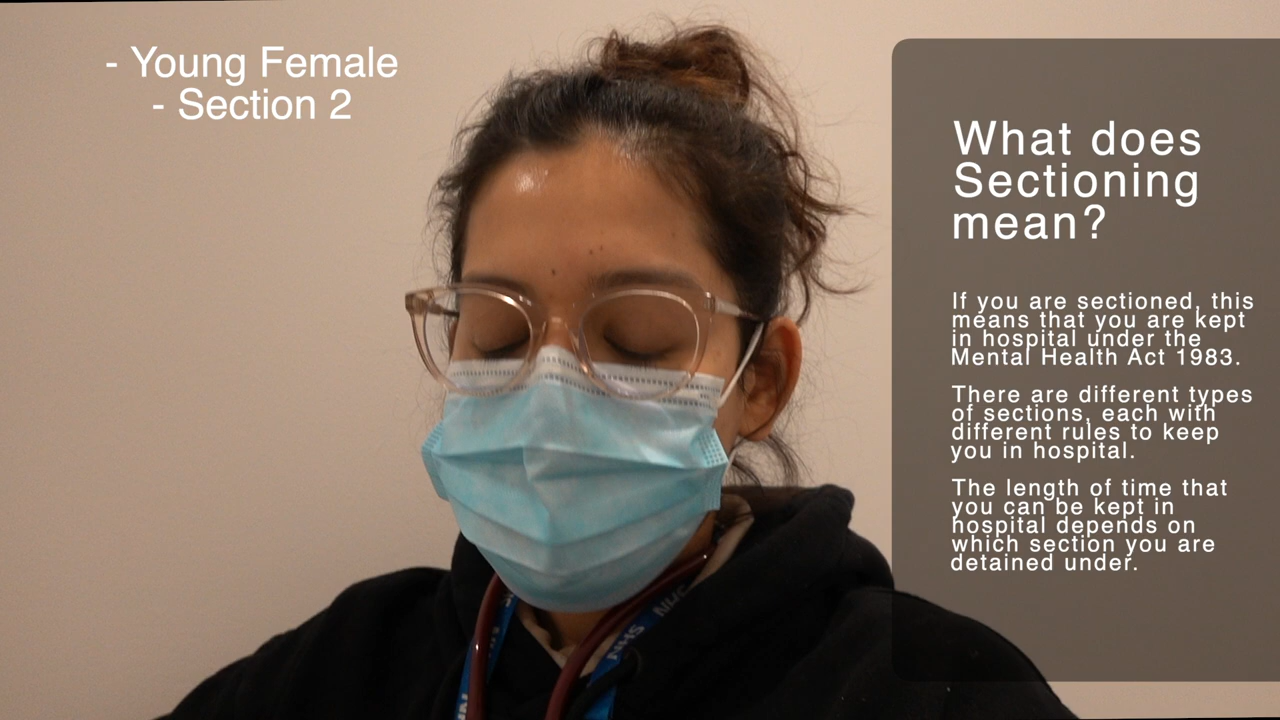 - Young Female
- Section 2
What does
Sectioning
mean?
If you are sectioned, this
means that you are kept
in hospital under the
Mental Health Act 1983.
There are different types
of sections, each with
different rules to keep
you in hospital.
The length of time that
you can be kept in
hospital depends on
which section you are
detained under.
NHS